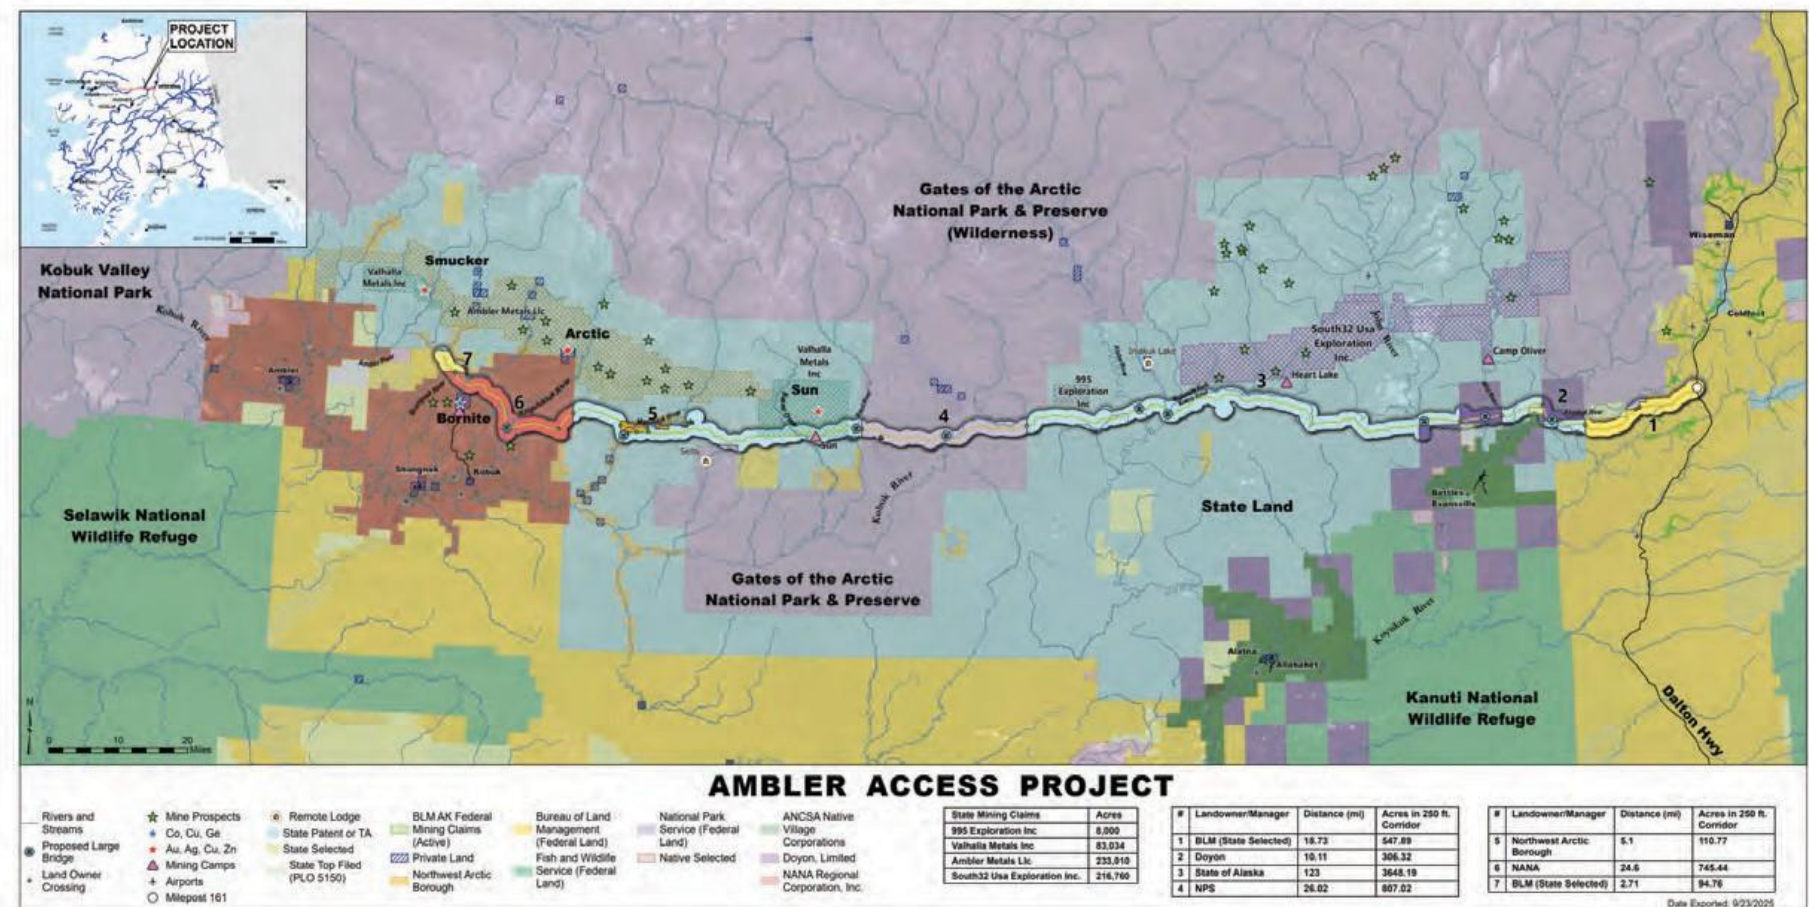 PROJECT
LOCATION
Kobuk Valley
National Park
Kobuk River
Smucker
Valhalla
Metals Inc
Ambler Metals Llc
Arctic
Gates of the Arctic
National Park & Preserve
(Wilderness)
Wiseman
Coldfoot
Ambler
Valhalla
Metals
Inc
Sun
995
Exploration
Inc
Iniakuk Lake
South32 Usa
Exploration
Inc.
John River
Camp Oliver
Heart Lake
7
6
5
4
3
2
1
Bornite
Sun
Shungnak
Kobuk
Kobuk River
Selawik National
Wildlife Refuge
State Land
Bettles
Evansville
Gates of the Arctic
National Park & Preserve
Koyukuk River
Alatna
Allakaket
Kanuti National
Wildlife Refuge
Dalton Hwy
N
0 10 20
Miles
AMBLER ACCESS PROJECT
Rivers and
Streams
Proposed Large
Bridge
Land Owner
Crossing
Mine Prospects
Co, Cu, Ge
Au, Ag, Cu, Zn
Mining Camps
Airports
Milepost 161
Remote Lodge
State Patent or TA
State Selected
State Top Filed
(PLO 5150)
BLM AK Federal
Mining Claims
(Active)
Private Land
Northwest Arctic
Borough
Bureau of Land
Management
(Federal Land)
Fish and Wildlife
Service (Federal
Land)
National Park
Service (Federal
Land)
Native Selected
ANCSA Native
Village
Corporations
Doyon, Limited
NANA Regional
Corporation, Inc.
State Mining Claims Acres
995 Exploration Inc 8,000
Valhalla Metals Inc 83,034
Ambler Metals Llc 233,010
South32 Usa Exploration Inc. 216,760
# Landowner/Manager Distance (mi) Acres in 250 ft. Corridor
1 BLM (State Selected) 18.73 547.89
2 Doyon 10.11 306.32
3 State of Alaska 123 3648.19
4 NPS 26.02 807.02
# Landowner/Manager Distance (mi) Acres in 250 ft. Corridor
5 Northwest Arctic Borough 5.1 110.77
6 NANA 24.6 745.44
7 BLM (State Selected) 2.71 94.76
Date Exported: 9/23/2025